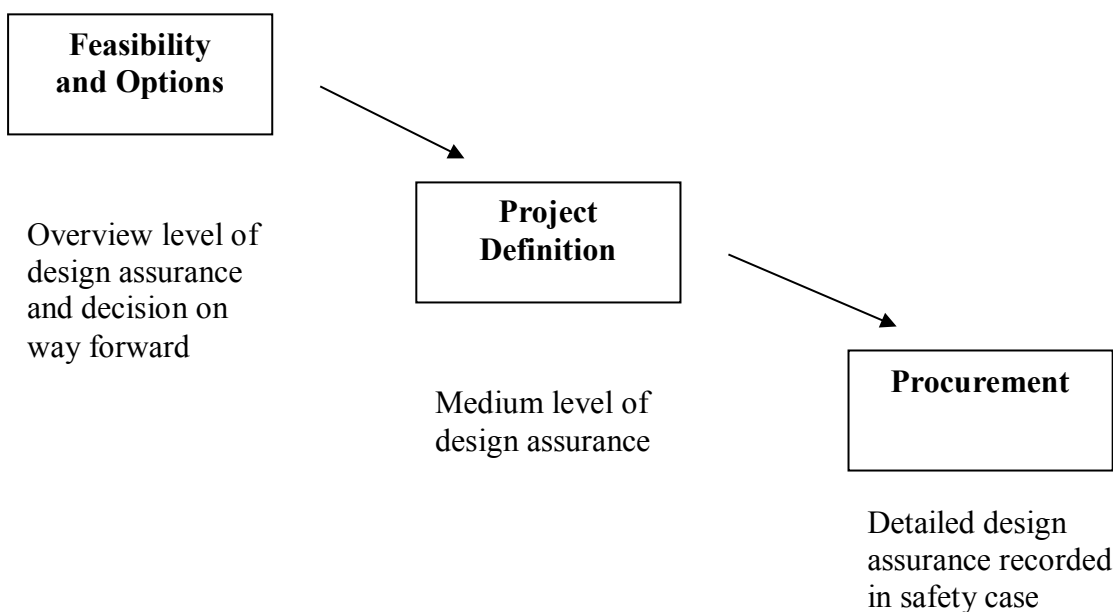 Feasibility
and Options
Overview level of
design assurance
and decision on
way forward
Project
Definition
Medium level of
design assurance
Procurement
Detailed design
assurance recorded
in safety case